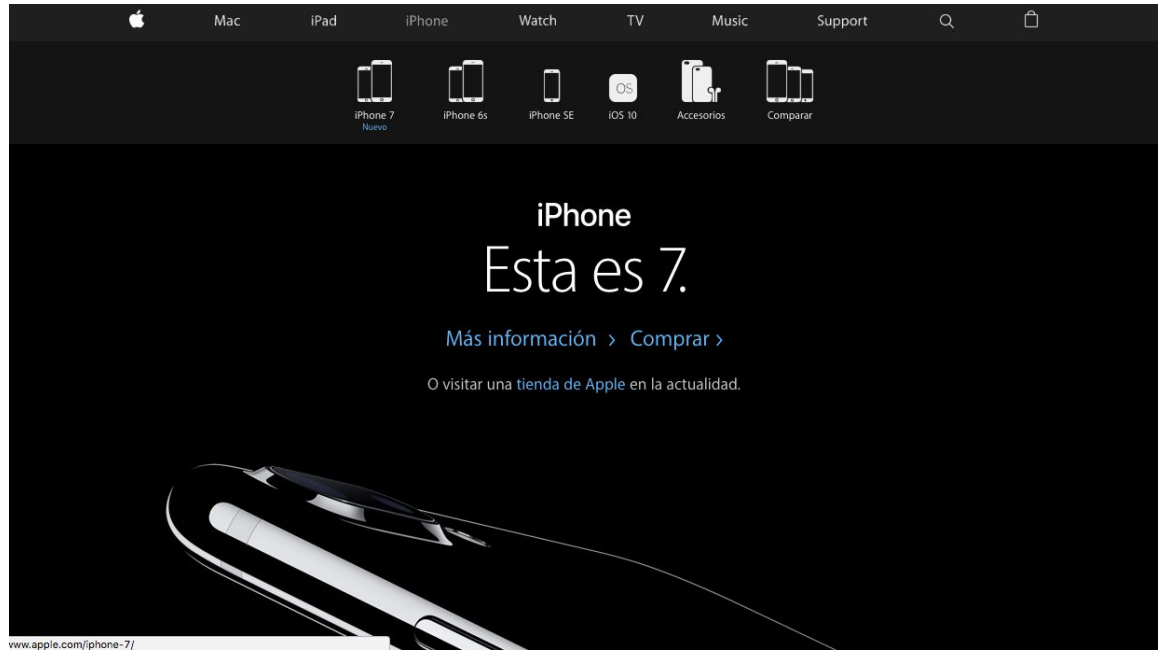 Mac iPad iPhone Watch TV Music Support
OS
iPhone 7 iPhone 6s iPhone SE iOS 10 Accesorios Comparar
Nuevo
iPhone
Esta es 7.
Más información > Comprar >
O visitar una tienda de Apple en la actualidad.
www.apple.com/iphone-7/